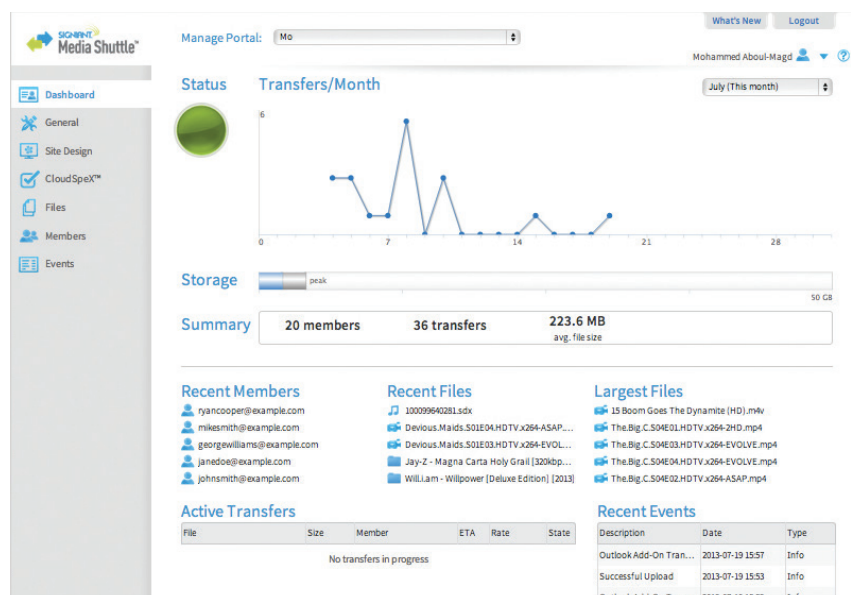 What's New Logout
SIGNIANT
Media Shuttle™
Manage Portal: Mo
Mohammed Aboul-Magd
Dashboard
General
Site Design
CloudSpeX™
Files
Members
Events
Status Transfers/Month July (This month)
6
0 7 14 21 28
Storage peak
50 GB
Summary 20 members 36 transfers 223.6 MB
avg. file size
Recent Members
ryancooper@example.com
mikesmith@example.com
georgewilliams@example.com
janedoe@example.com
johnsmith@example.com
Recent Files
100099640281.sdx
Devious.Maids.S01E04.HDTV.x264-ASAP....
Devious.Maids.S01E03.HDTV.x264-EVOL...
Jay-Z - Magna Carta Holy Grail [320kbp...
Will.i.am - Willpower [Deluxe Edition] [2013]
Largest Files
15 Boom Goes The Dynamite (HD).m4v
The.Big.C.S04E01.HDTV.x264-2HD.mp4
The.Big.C.S04E03.HDTV.x264-EVOLVE.mp4
The.Big.C.S04E04.HDTV.x264-EVOLVE.mp4
The.Big.C.S04E02.HDTV.x264-ASAP.mp4
Active Transfers
File Size Member ETA Rate State
No transfers in progress
Recent Events
Description Date Type
Outlook Add-On Tran... 2013-07-19 15:57 Info
Successful Upload 2013-07-19 15:53 Info